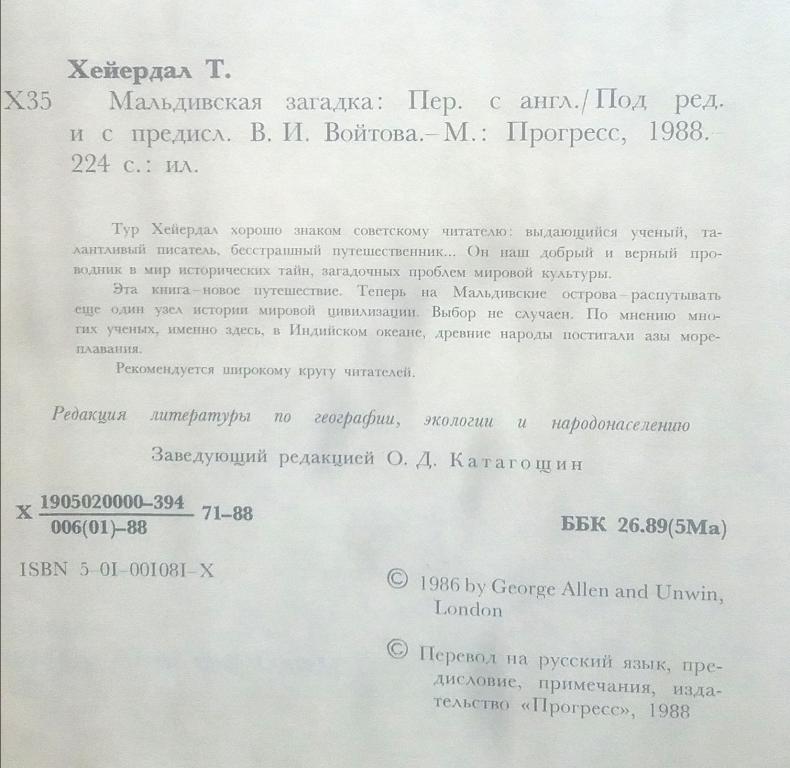 Хейердал Т.
Х35 Мальдивская загадка: Пер. с англ./Под ред.
и с предисл. В. И. Войтова.–М.: Прогресс, 1988.–
224 с.: ил.
Тур Хейердал хорошо знаком советскому читателю: выдающийся ученый, та-
лантливый писатель, бесстрашный путешественник... Он наш добрый и верный про-
водник в мир исторических тайн, загадочных проблем мировой культуры.
Эта книга–новое путешествие. Теперь на Мальдивские острова–распутывать
еще один узел истории мировой цивилизации. Выбор не случаен. По мнению мно-
гих ученых, именно здесь, в Индийском океане, древние народы постигали азы море-
плавания.
Рекомендуется широкому кругу читателей.
Редакция литературы по географии, экологии и народонаселению
Заведующий редакцией О. Д. Катагощин
Х 1905020000–394
006(01)–88 71–88
ББК 26.89(5Ма)
ISBN 5–01–001081–X
© 1986 by George Allen and Unwin,
London
© Перевод на русский язык, пре-
дисловие, примечания, изда-
тельство «Прогресс», 1988